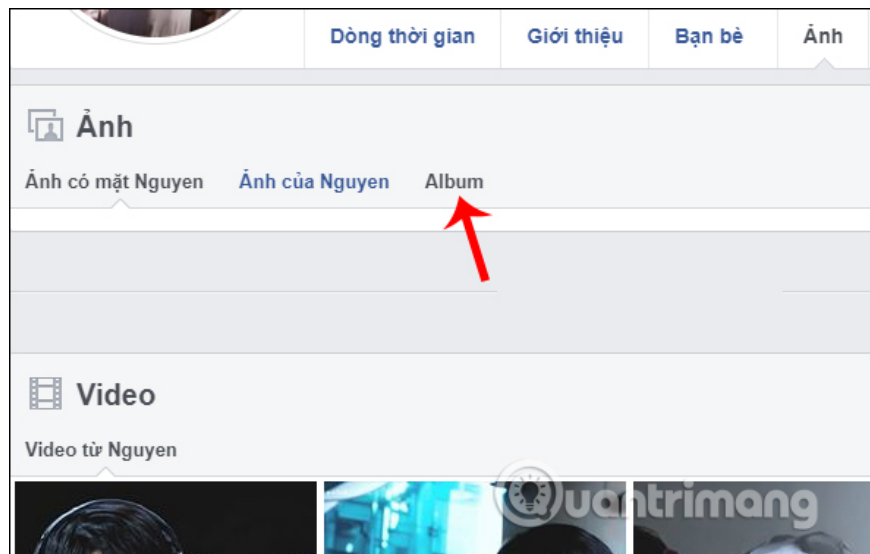 Dòng thời gian Giới thiệu Bạn bè Ảnh
Ảnh
Ảnh có mặt Nguyen Ảnh của Nguyen Album
Video
Video từ Nguyen
Quantrimang